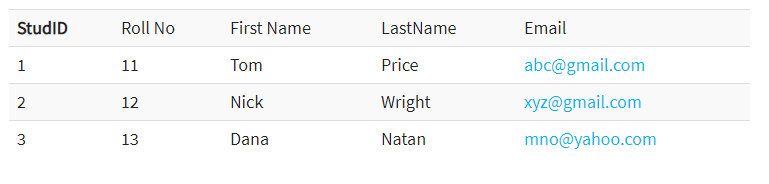 StudID Roll No First Name LastName Email
1 11 Tom Price abc@gmail.com
2 12 Nick Wright xyz@gmail.com
3 13 Dana Natan mno@yahoo.com